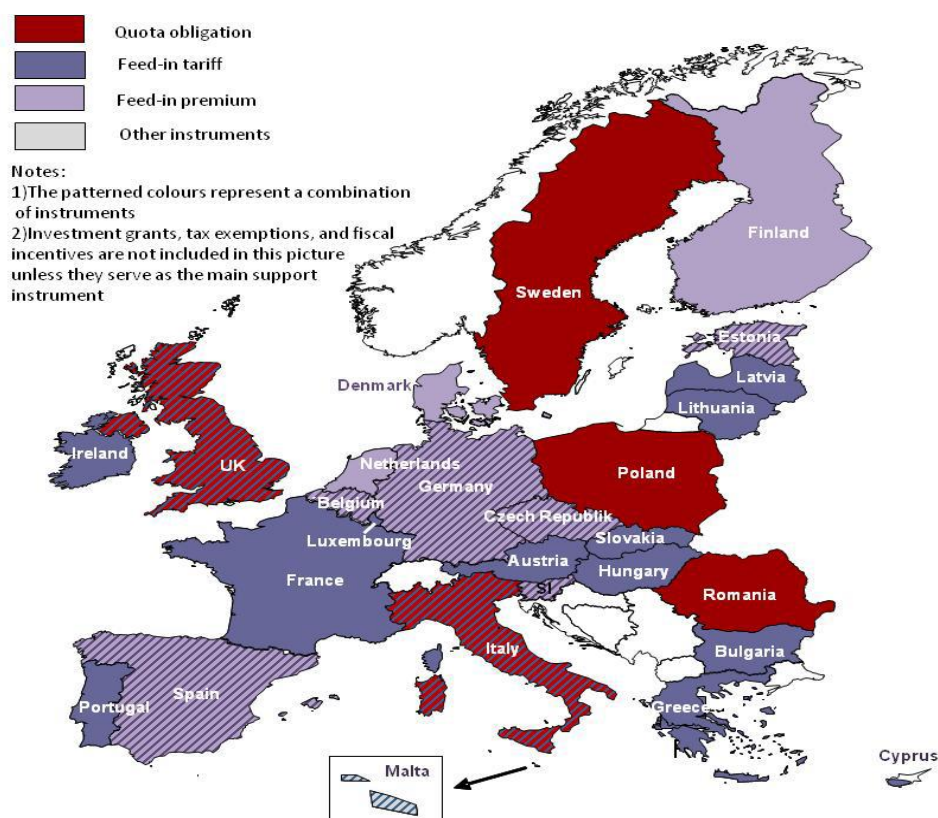 Quota obligation
Feed-in tariff
Feed-in premium
Other instruments
Notes:
1)The patterned colours represent a combination
of instruments
2)Investment grants, tax exemptions, and fiscal
incentives are not included in this picture
unless they serve as the main support
instrument
Finland
Sweden
Estonia
Denmark
Latvia
Lithuania
Ireland
UK
Netherlands
Poland
Germany
Belgium
Czech Republik
Luxembourg
Slovakia
Austria
Hungary
France
SI
Romania
Italy
Bulgaria
Spain
Portugal
Greece
Cyprus
Malta